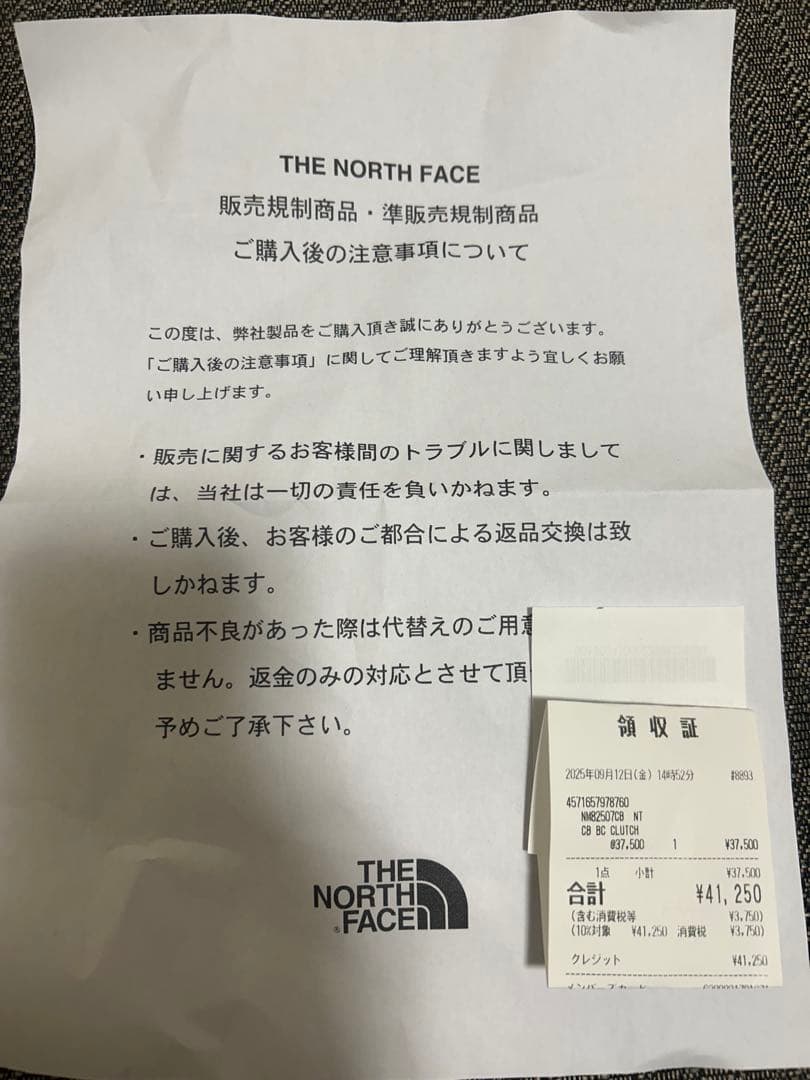 THE NORTH FACE
販売規制商品・準販売規制商品
ご購入後の注意事項について
この度は、弊社製品をご購入頂き誠にありがとうございます。
「ご購入後の注意事項」に関してご理解頂きますよう宜しくお願
い申し上げます。
・販売に関するお客様間のトラブルに関しまして
は、当社は一切の責任を負いかねます。
・ご購入後、お客様のご都合による返品交換は致
しかねます。
・商品不良があった際は代替えのご用意
ません。返金のみの対応とさせて頂
予めご了承下さい。
THE
NORTH
FACE
®
領収証
2025年09月12日(金) 14時52分 #8893
4571657978760
NM82507CB NT
CB BC CLUTCH
@37,500 1 ¥37,500
1点 小計 ¥37,500
合計 ¥41,250
(含む消費税等 ¥3,750)
(10%対象 ¥41,250 消費税 ¥3,750)
クレジット ¥41,250